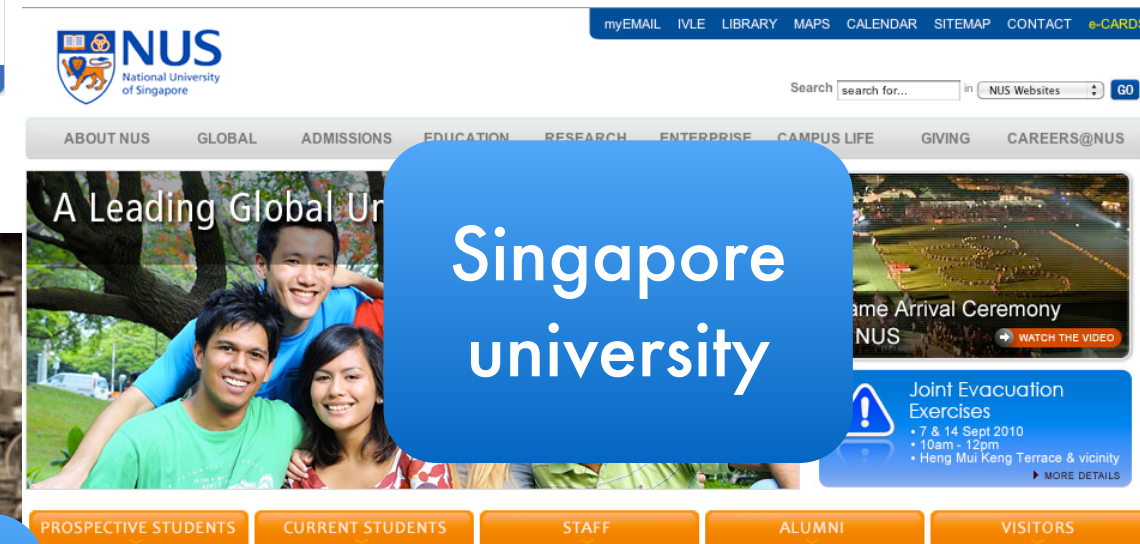 myEMAIL IVLE LIBRARY MAPS CALENDAR SITEMAP CONTACT e-CARDS
NUS
National University
of Singapore
Search search for... in NUS Websites GO
ABOUT NUS GLOBAL ADMISSIONS EDUCATION RESEARCH ENTERPRISE CAMPUS LIFE GIVING CAREERS@NUS
A Leading Global
Singapore
university
Arrival Ceremony
NUS
WATCH THE VIDEO
Joint Evacuation
Exercises
• 7 & 14 Sept 2010
• 10am - 12pm
• Heng Mui Keng Terrace & vicinity
MORE DETAILS
PROSPECTIVE STUDENTS CURRENT STUDENTS STAFF ALUMNI VISITORS